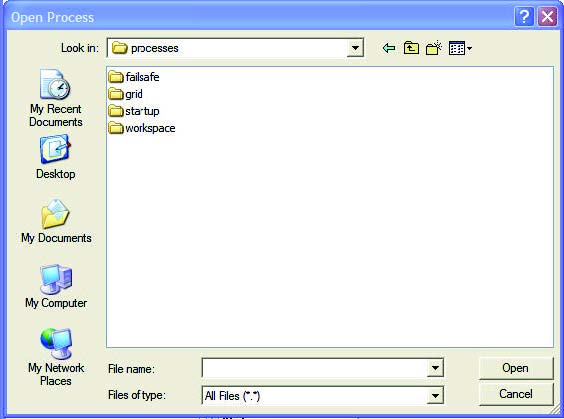 Open Process
Look in:
processes
My Recent
Documents
Desktop
My Documents
My Computer
My Network
Places
failsafe
grid
startup
workspace
File name:
Open
Files of type:
All Files (*.*)
Cancel